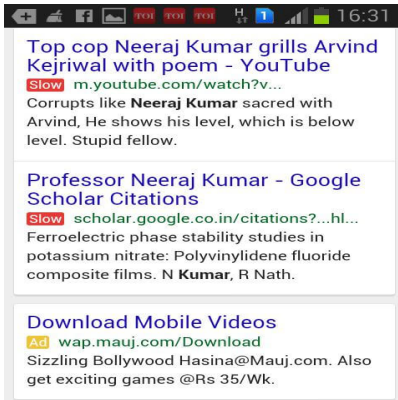 TOI TOI TOI H 1 16:31
Top cop Neeraj Kumar grills Arvind
Kejriwal with poem - YouTube
Slow m.youtube.com/watch?v...
Corrupts like Neeraj Kumar sacred with
Arvind, He shows his level, which is below
level. Stupid fellow.
Professor Neeraj Kumar - Google
Scholar Citations
Slow scholar.google.co.in/citations?...hl...
Ferroelectric phase stability studies in
potassium nitrate: Polyvinylidene fluoride
composite films. N Kumar, R Nath.
Download Mobile Videos
Ad wap.mauj.com/Download
Sizzling Bollywood Hasina@Mauj.com. Also
get exciting games @Rs 35/Wk.